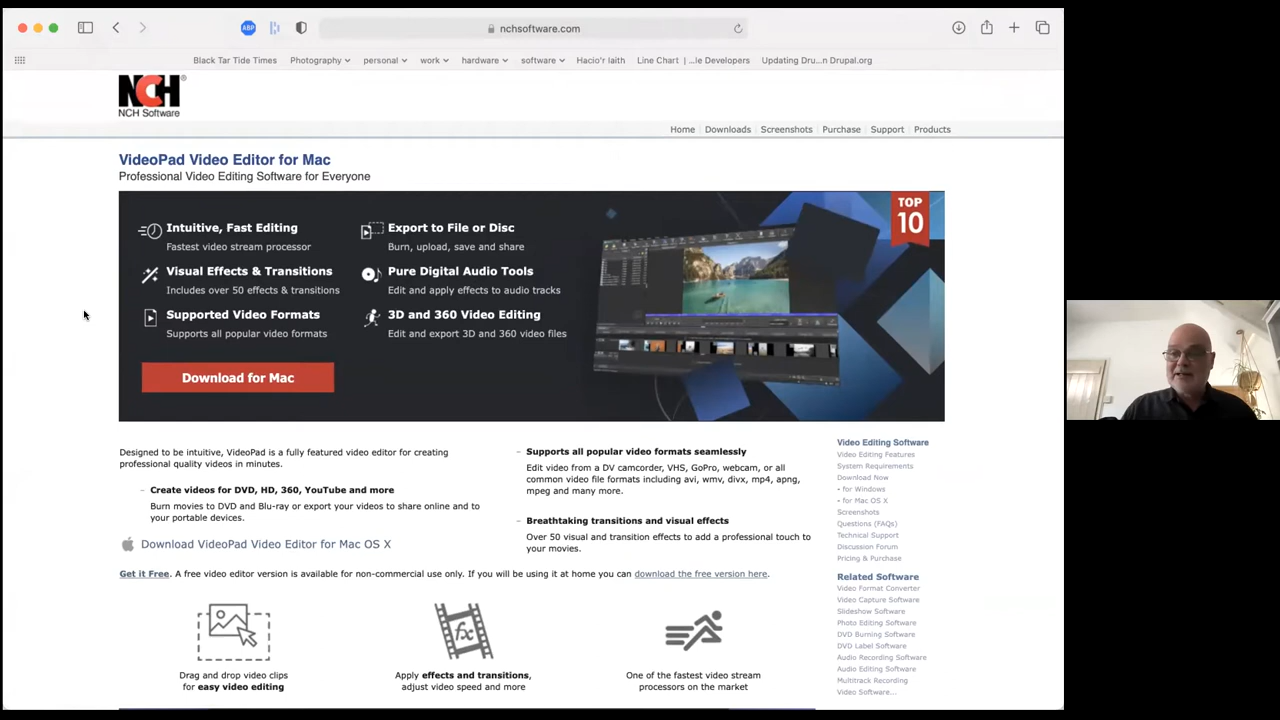 ABP
nchsoftware.com
Black Tar Tide Times
Photography
personal
work
hardware
software
Hacio'r Iaith
Line Chart | ...le Developers
Updating Dru...n Drupal.org
NCH®
NCH Software
Home
Downloads
Screenshots
Purchase
Support
Products
VideoPad Video Editor for Mac
Professional Video Editing Software for Everyone
TOP
10
Intuitive, Fast Editing
Fastest video stream processor
Export to File or Disc
Burn, upload, save and share
Visual Effects & Transitions
Includes over 50 effects & transitions
Pure Digital Audio Tools
Edit and apply effects to audio tracks
Supported Video Formats
Supports all popular video formats
3D and 360 Video Editing
Edit and export 3D and 360 video files
Download for Mac
Designed to be intuitive, VideoPad is a fully featured video editor for creating
professional quality videos in minutes.
– Create videos for DVD, HD, 360, YouTube and more
Burn movies to DVD and Blu-ray or export your videos to share online and to
your portable devices.
– Supports all popular video formats seamlessly
Edit video from a DV camcorder, VHS, GoPro, webcam, or all
common video file formats including avi, wmv, divx, mp4, apng,
mpeg and many more.
– Breathtaking transitions and visual effects
Over 50 visual and transition effects to add a professional touch to
your movies.
Download VideoPad Video Editor for Mac OS X
Get it Free. A free video editor version is available for non-commercial use only. If you will be using it at home you can download the free version here.
fx
Drag and drop video clips
for easy video editing
Apply effects and transitions,
adjust video speed and more
One of the fastest video stream
processors on the market
Video Editing Software
Video Editing Features
System Requirements
Download Now
• for Windows
• for Mac OS X
Screenshots
Questions (FAQs)
Technical Support
Discussion Forum
Pricing & Purchase
Related Software
Video Format Converter
Video Capture Software
Slideshow Software
Photo Editing Software
DVD Burning Software
DVD Label Software
Audio Recording Software
Audio Editing Software
Multitrack Recording
Video Software...